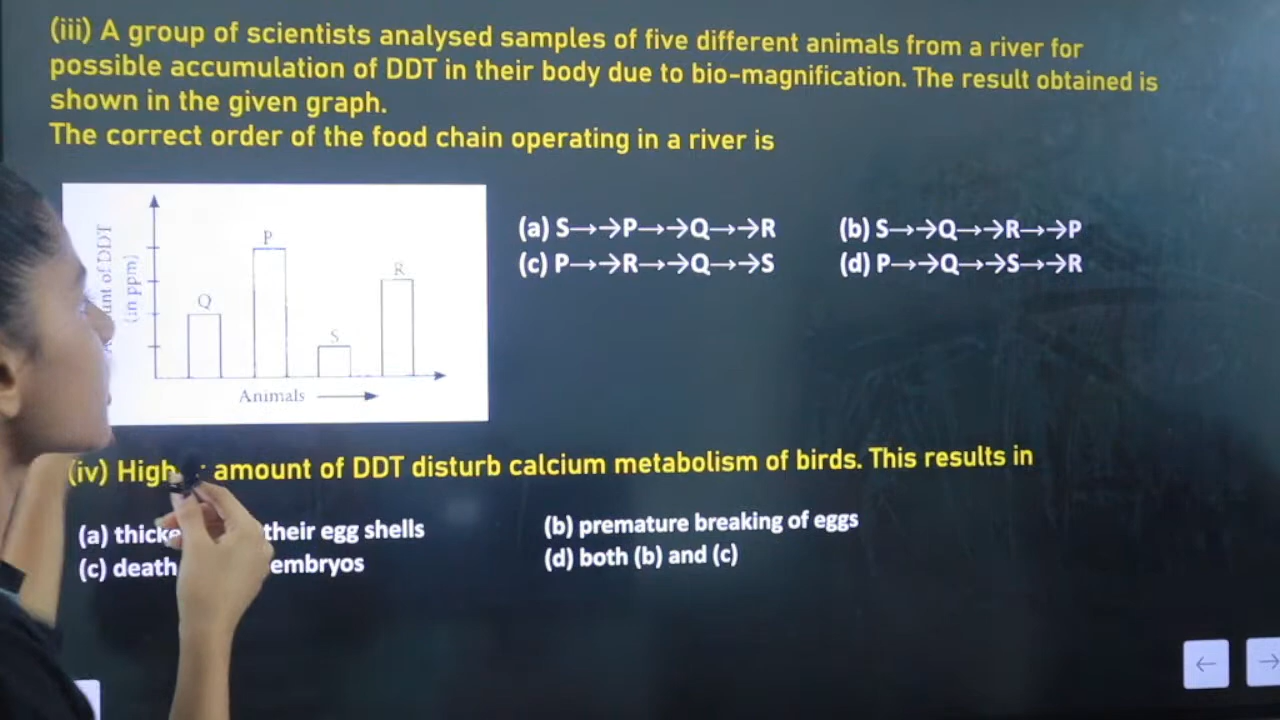 (iii) A group of scientists analysed samples of five different animals from a river for
possible accumulation of DDT in their body due to bio-magnification. The result obtained is
shown in the given graph.
The correct order of the food chain operating in a river is
of DDT
(in ppm)
Q
P
S
R
Animals
(a) S→→P→→Q→→R (b) S→→Q→→R→→P
(c) P→→R→→Q→→S (d) P→→Q→→S→→R
(iv) amount of DDT disturb calcium metabolism of birds. This results in
(a) their egg shells (b) premature breaking of eggs
(c) death embryos (d) both (b) and (c)